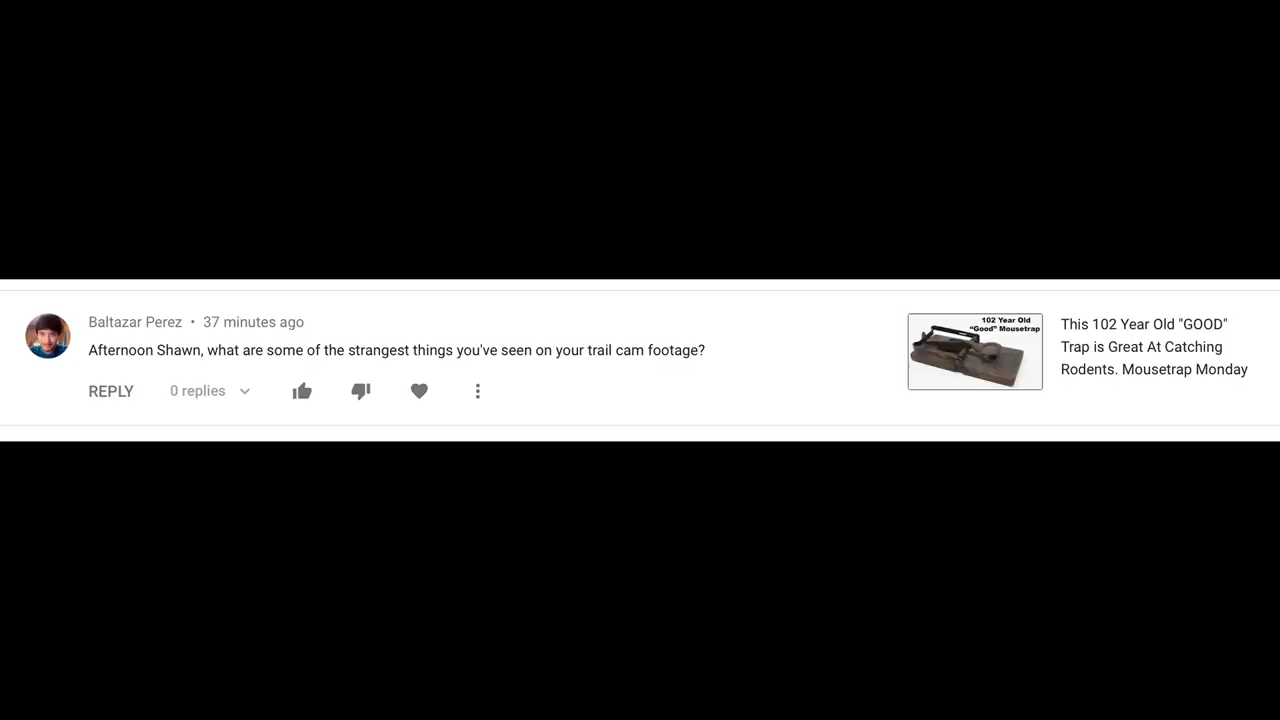 Baltazar Perez • 37 minutes ago
Afternoon Shawn, what are some of the strangest things you've seen on your trail cam footage?
REPLY 0 replies
102 Year Old
“Good” Mousetrap
This 102 Year Old "GOOD"
Trap is Great At Catching
Rodents. Mousetrap Monday